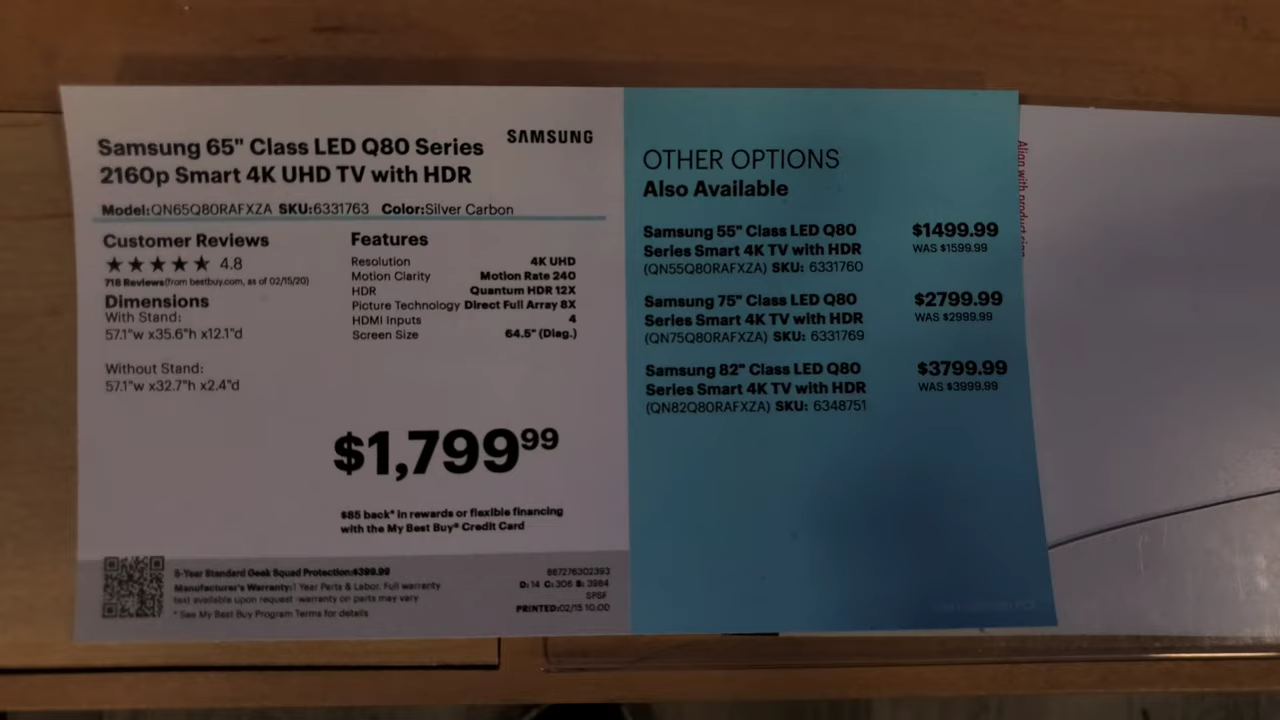 Samsung 65" Class LED Q80 Series
2160p Smart 4K UHD TV with HDR
SAMSUNG
Model:QN65Q80RAFXZA SKU:6331763 Color:Silver Carbon
Customer Reviews
4.8
718 Reviews(from bestbuy.com, as of 02/15/20)
Dimensions
With Stand:
57.1"w x35.6"h x12.1"d
Without Stand:
57.1"w x32.7"h x2.4"d
Features
Resolution 4K UHD
Motion Clarity Motion Rate 240
HDR Quantum HDR 12X
Picture Technology Direct Full Array 8X
HDMI Inputs 4
Screen Size 64.5" (Diag.)
$1,799⁹⁹
$85 back* in rewards or flexible financing
with the My Best Buy® Credit Card
5-Year Standard Geek Squad Protection:$399.99
Manufacturer's Warranty:1 Year Parts & Labor. Full warranty
text available upon request -warranty on parts may vary
* See My Best Buy Program Terms for details
887276302393
D: 14 C: 306 S: 3984
SPSF
PRINTED:02/15 10:00
OTHER OPTIONS
Also Available
Samsung 55" Class LED Q80
Series Smart 4K TV with HDR
(QN55Q80RAFXZA) SKU: 6331760
$1499.99
WAS $1599.99
Samsung 75" Class LED Q80
Series Smart 4K TV with HDR
(QN75Q80RAFXZA) SKU: 6331769
$2799.99
WAS $2999.99
Samsung 82" Class LED Q80
Series Smart 4K TV with HDR
(QN82Q80RAFXZA) SKU: 6348751
$3799.99
WAS $3999.99
Align with product sign